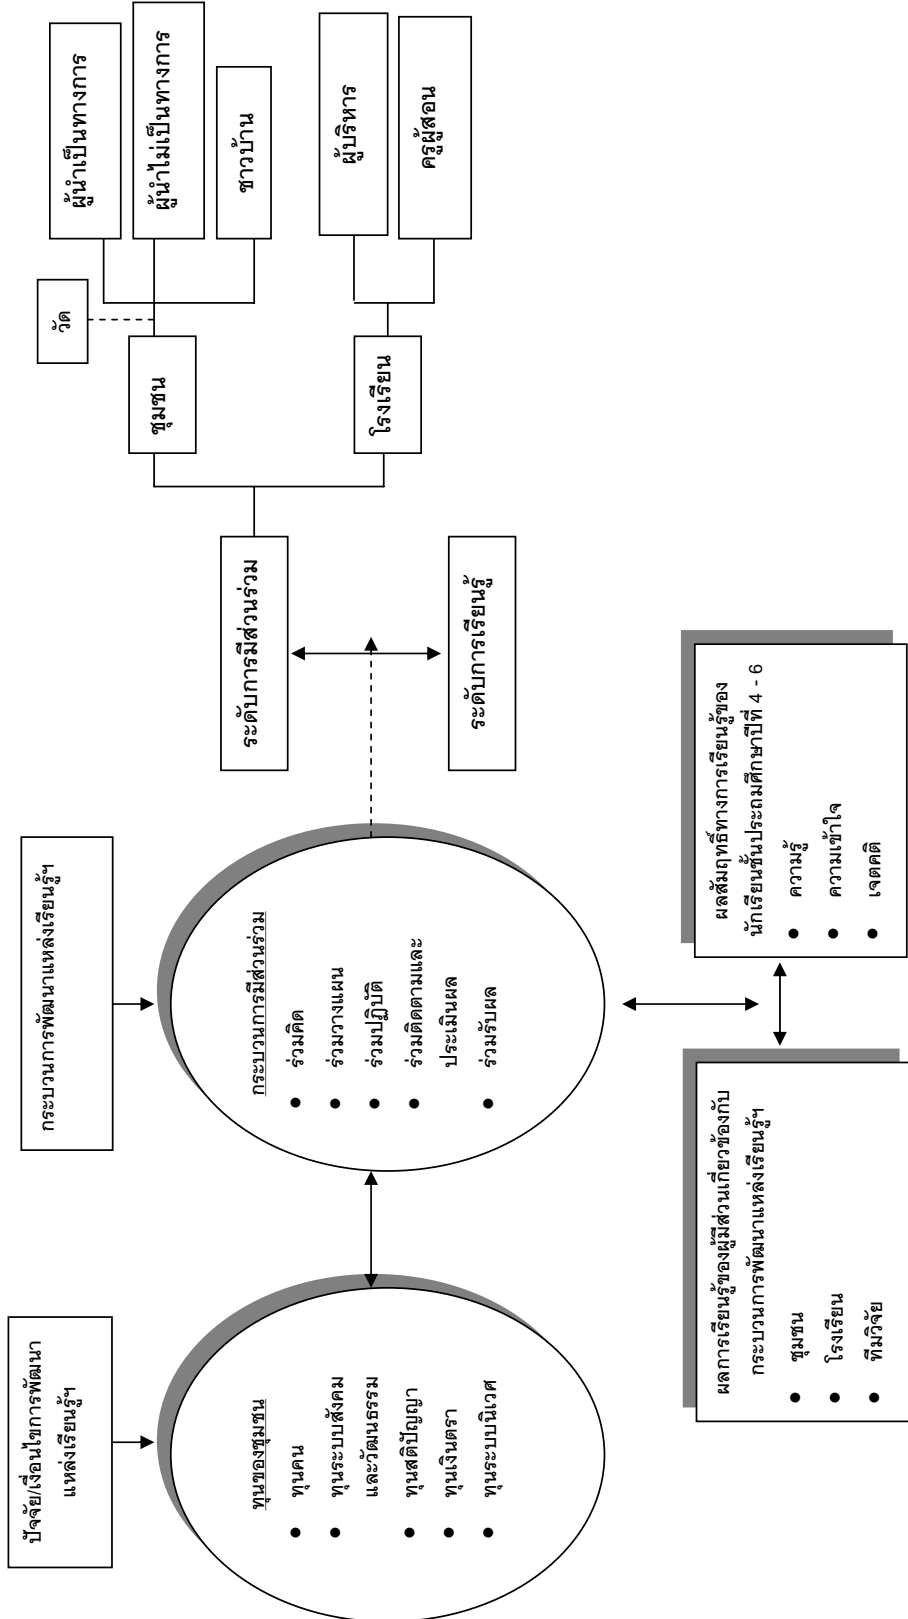 ปัจจัย/เงื่อนไขการพัฒนา
แหล่งเรียนรู้ฯ
ทุนของชุมชน
● ทุนคน
● ทุนระบบสังคม
และวัฒนธรรม
● ทุนสติปัญญา
● ทุนเงินตรา
● ทุนระบบนิเวศ
กระบวนการพัฒนาแหล่งเรียนรู้ฯ
กระบวนการมีส่วนร่วม
● ร่วมคิด
● ร่วมวางแผน
● ร่วมปฏิบัติ
● ร่วมติดตามและ
ประเมินผล
● ร่วมรับผล
ระดับการมีส่วนร่วม
ระดับการเรียนรู้
วัด
ชุมชน
โรงเรียน
ผู้นำเป็นทางการ
ผู้นำไม่เป็นทางการ
ชาวบ้าน
ผู้บริหาร
ครูผู้สอน
ผลการเรียนรู้ของผู้มีส่วนเกี่ยวข้องกับ
กระบวนการพัฒนาแหล่งเรียนรู้ฯ
● ชุมชน
● โรงเรียน
● ทีมวิจัย
ผลสัมฤทธิ์ทางการเรียนรู้ของ
นักเรียนชั้นประถมศึกษาปีที่ 4 - 6
● ความรู้
● ความเข้าใจ
● เจตคติ